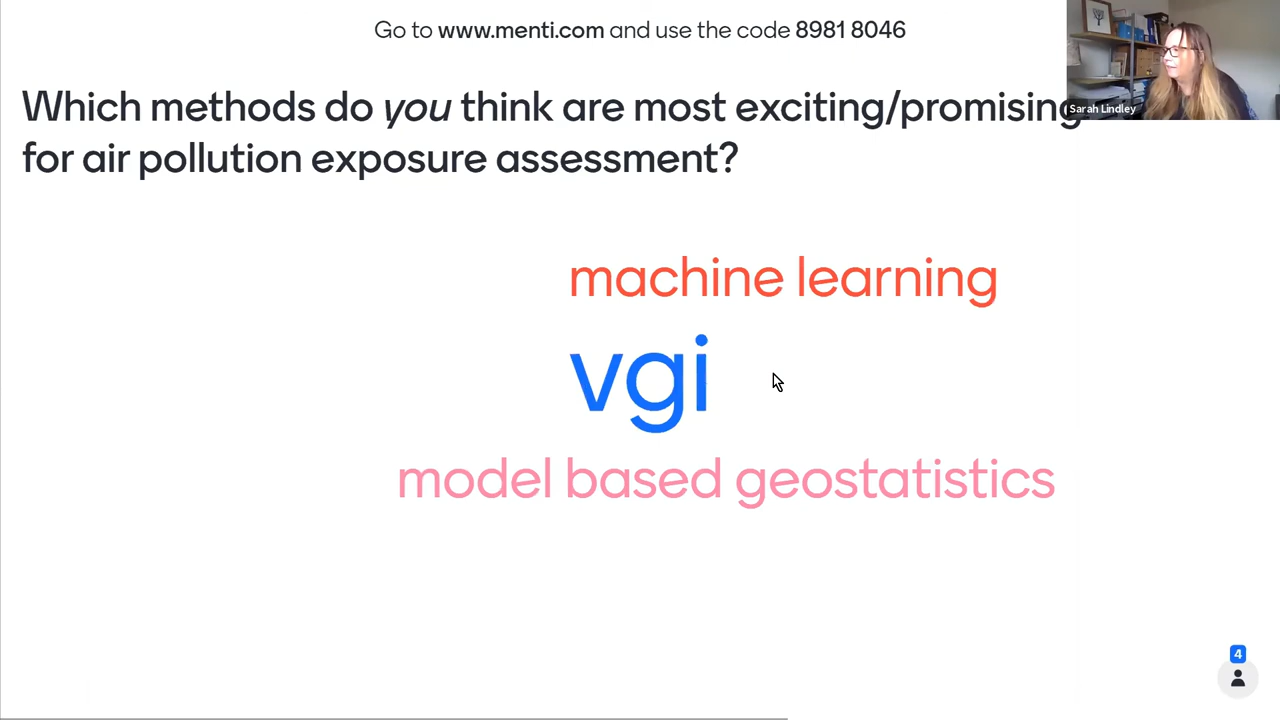 Go to www.menti.com and use the code 8981 8046
Sarah Lindley
Which methods do you think are most exciting/promising
for air pollution exposure assessment?
machine learning
vgi
model based geostatistics
4